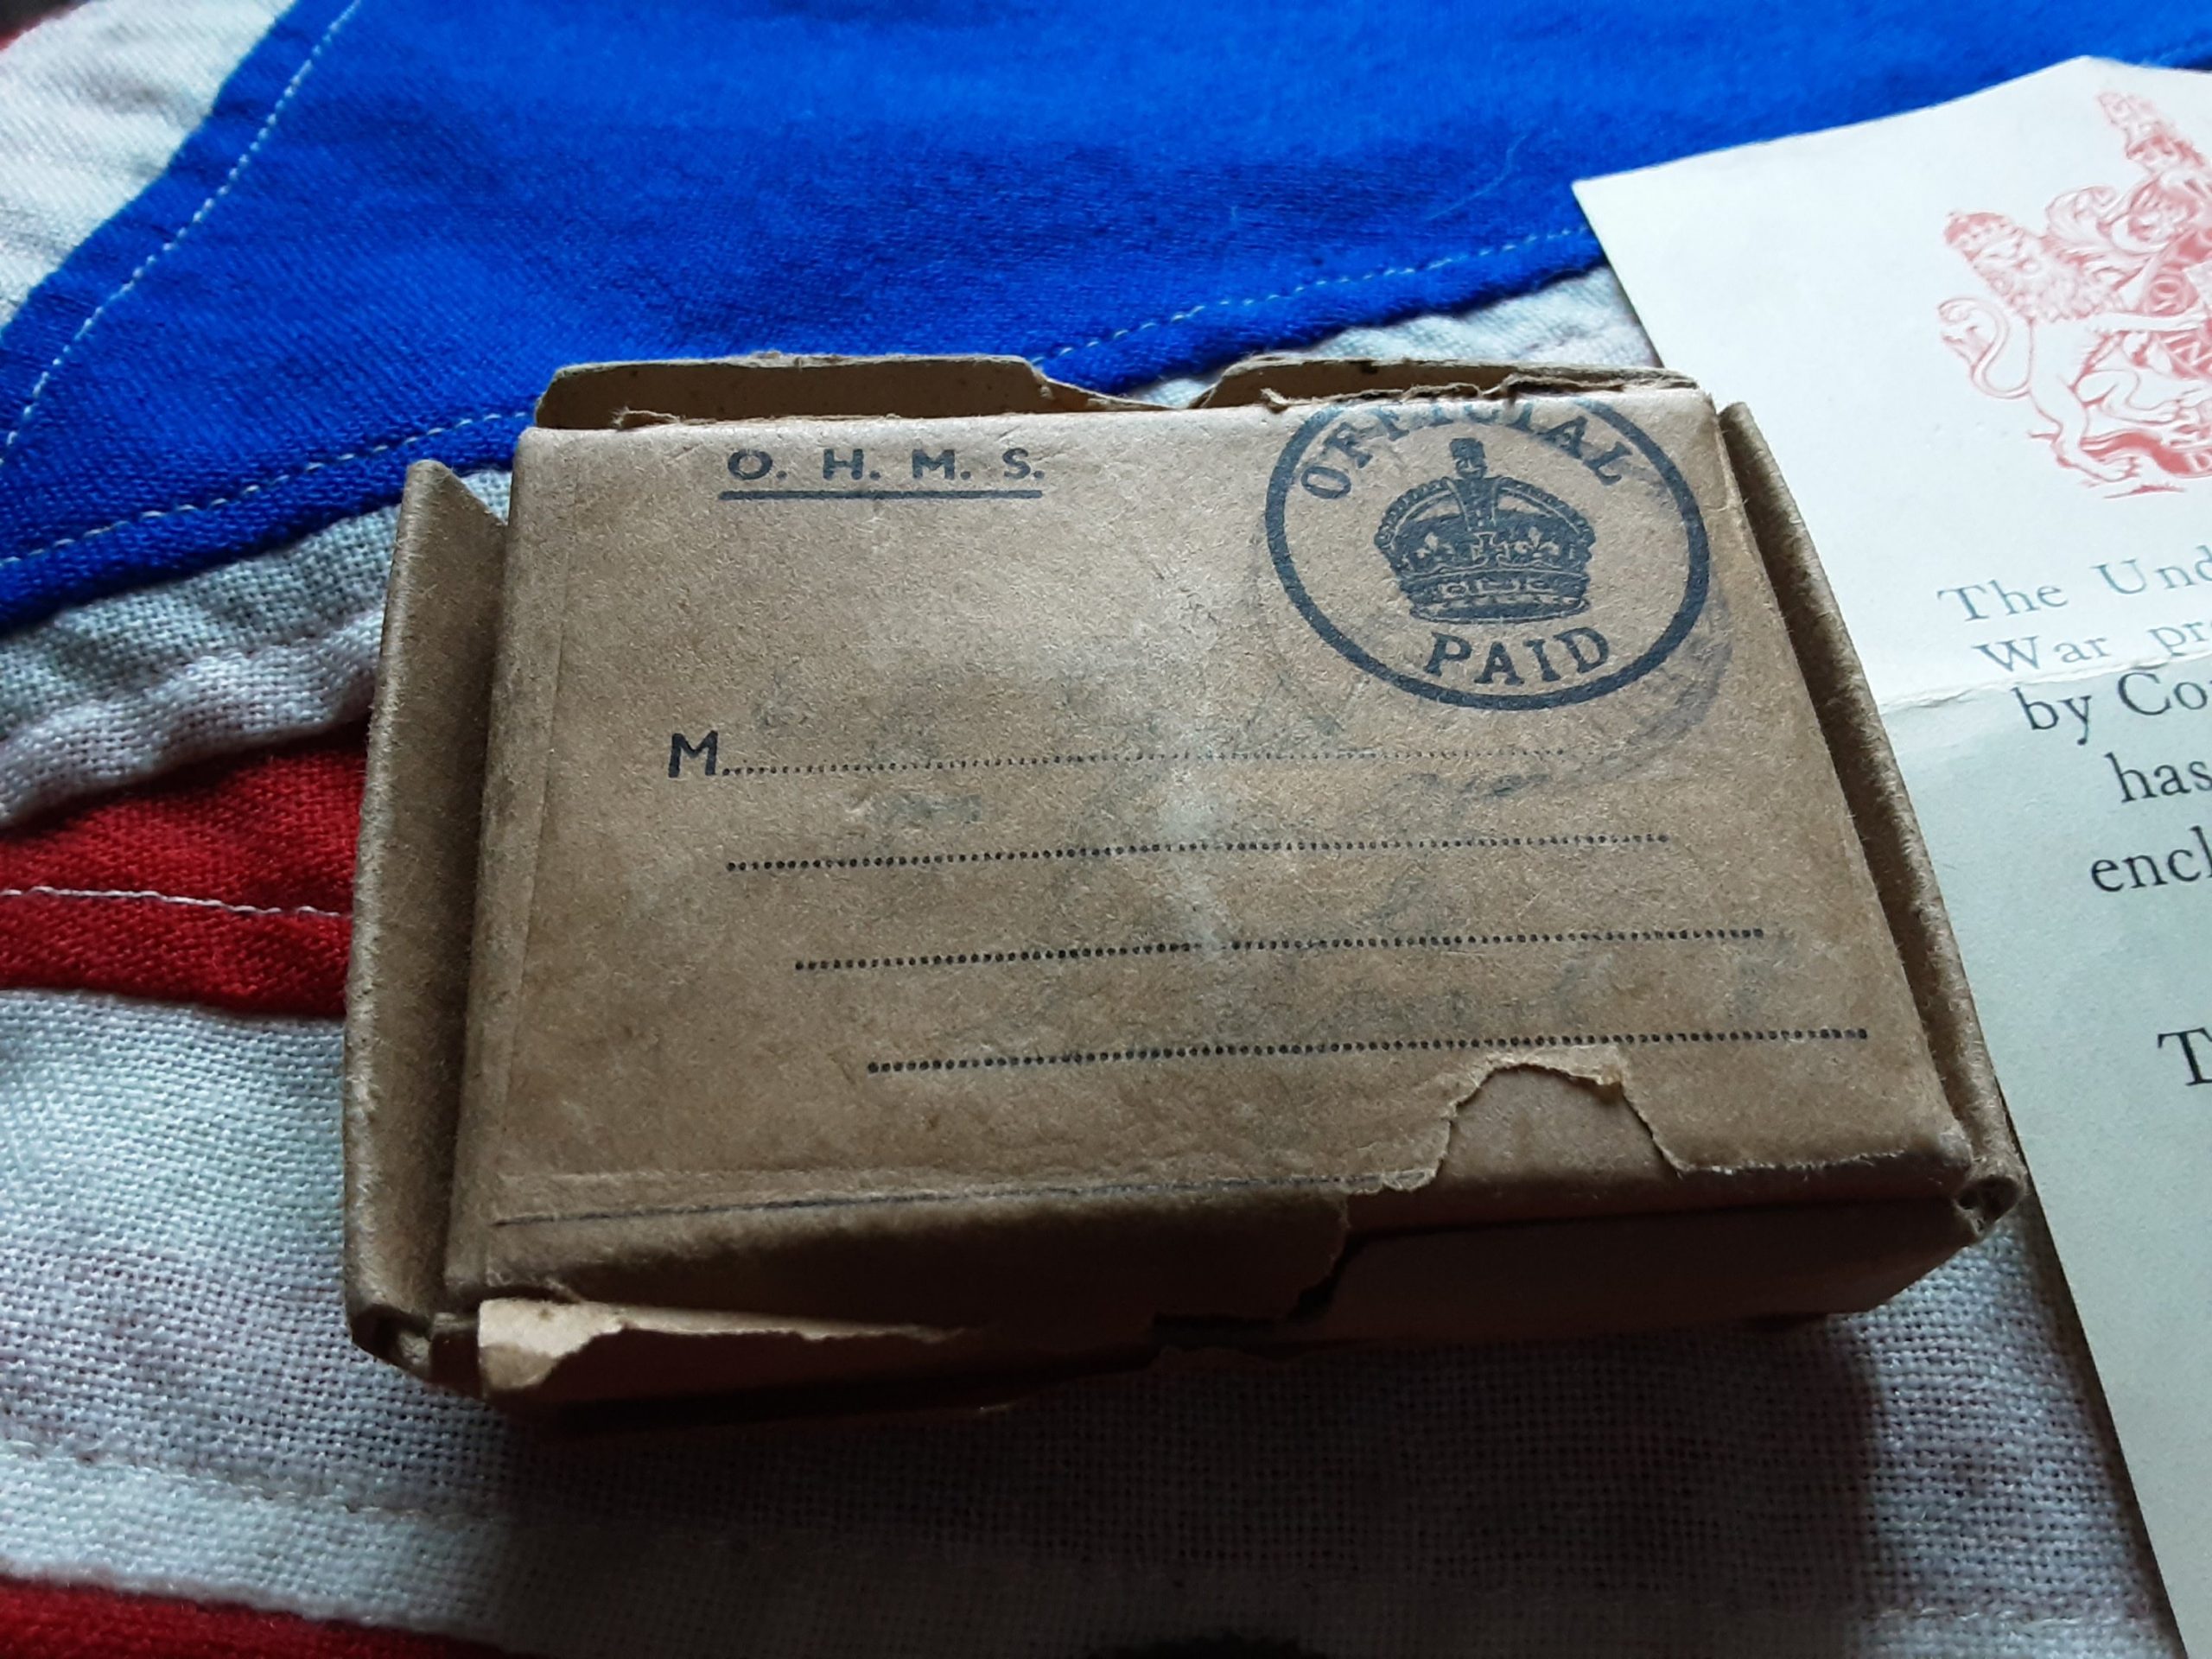 O. H. M. S.
OFFICIAL
PAID
M
The Und
War pr
by Co
has
encl
T